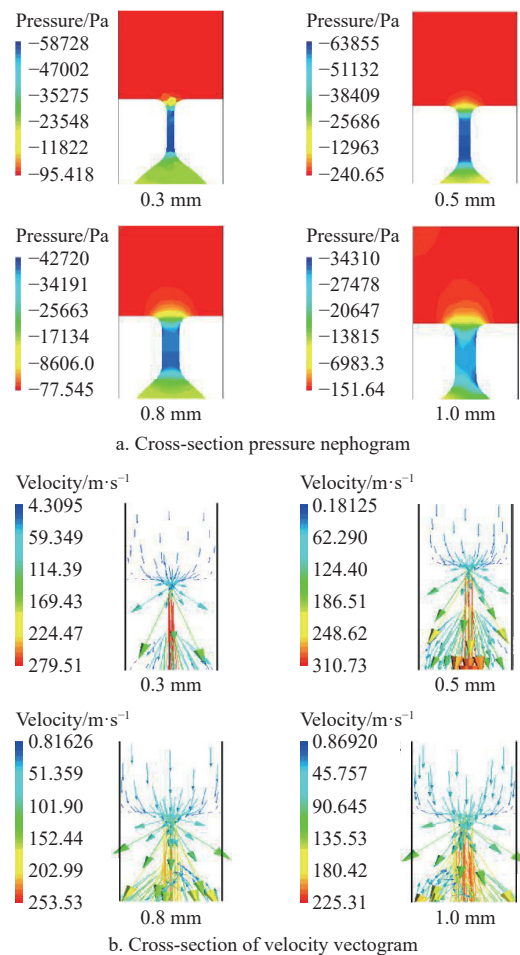 Pressure/Pa
−58728
−47002
−35275
−23548
−11822
−95.418
0.3 mm
Pressure/Pa
−63855
−51132
−38409
−25686
−12963
−240.65
0.5 mm
Pressure/Pa
−42720
−34191
−25663
−17134
−8606.0
−77.545
0.8 mm
Pressure/Pa
−34310
−27478
−20647
−13815
−6983.3
−151.64
1.0 mm
a. Cross-section pressure nephogram
Velocity/m·s⁻¹
4.3095
59.349
114.39
169.43
224.47
279.51
0.3 mm
Velocity/m·s⁻¹
0.18125
62.290
124.40
186.51
248.62
310.73
0.5 mm
Velocity/m·s⁻¹
0.81626
51.359
101.90
152.44
202.99
253.53
0.8 mm
Velocity/m·s⁻¹
0.86920
45.757
90.645
135.53
180.42
225.31
1.0 mm
b. Cross-section of velocity vectogram